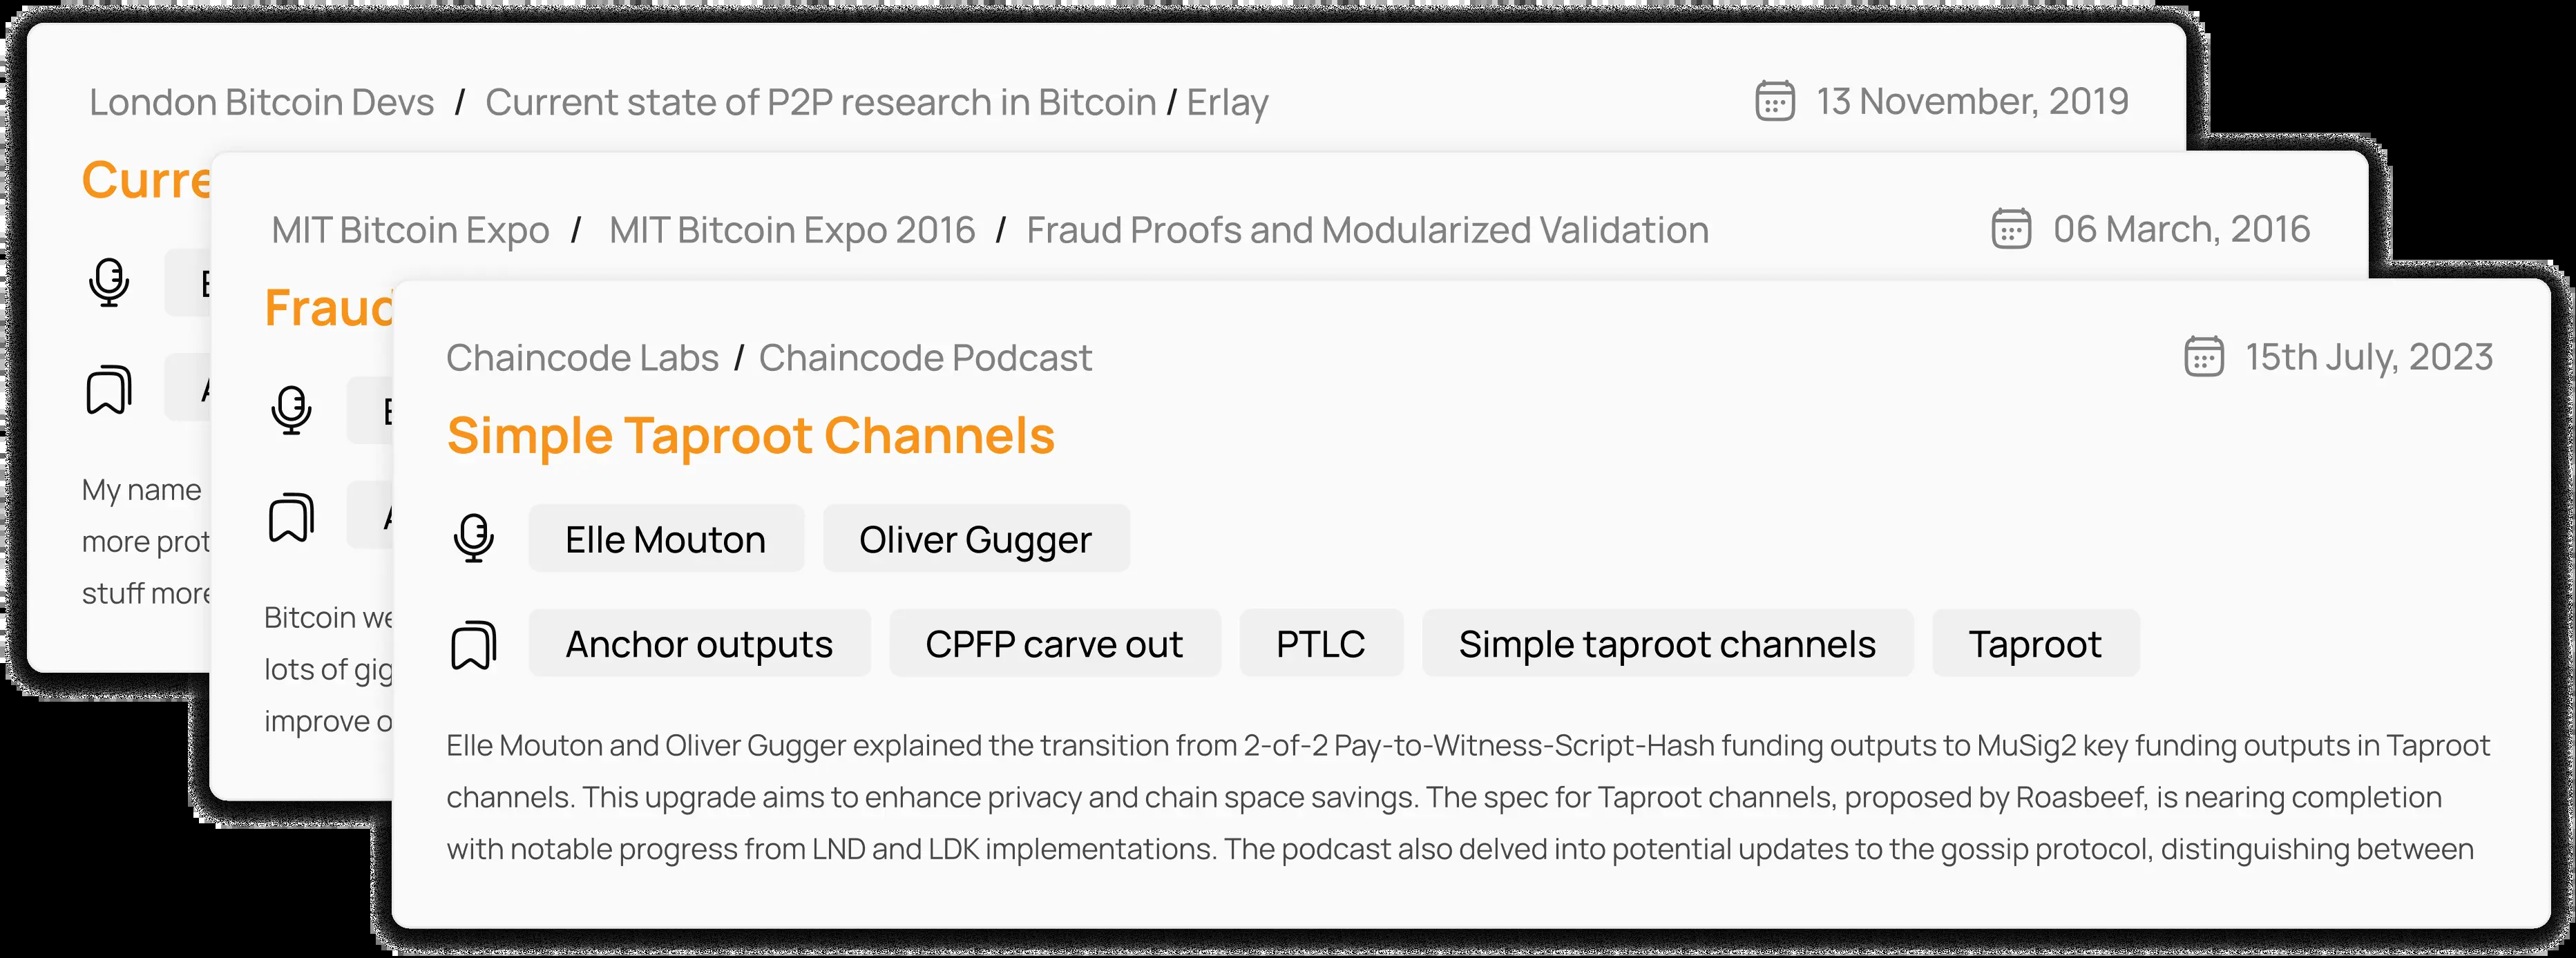 London Bitcoin Devs / Current state of P2P research in Bitcoin / Erlay
13 November, 2019
My name
MIT Bitcoin Expo / MIT Bitcoin Expo 2016 / Fraud Proofs and Modularized Validation
06 March, 2016
Fraud
Bitcoin
lots of
improve
more
stuff more
Chaincode Labs / Chaincode Podcast
15th July, 2023
Simple Taproot Channels
Elle Mouton
Oliver Gugger
Anchor outputs
CPFP carve out
PTLC
Simple taproot channels
Taproot
Elle Mouton and Oliver Gugger explained the transition from 2-of-2 Pay-to-Witness-Script-Hash funding outputs to MuSig2 key funding outputs in Taproot
channels. This upgrade aims to enhance privacy and chain space savings. The spec for Taproot channels, proposed by Roasbeef, is nearing completion
with notable progress from LND and LDK implementations. The podcast also delved into potential updates to the gossip protocol, distinguishing between